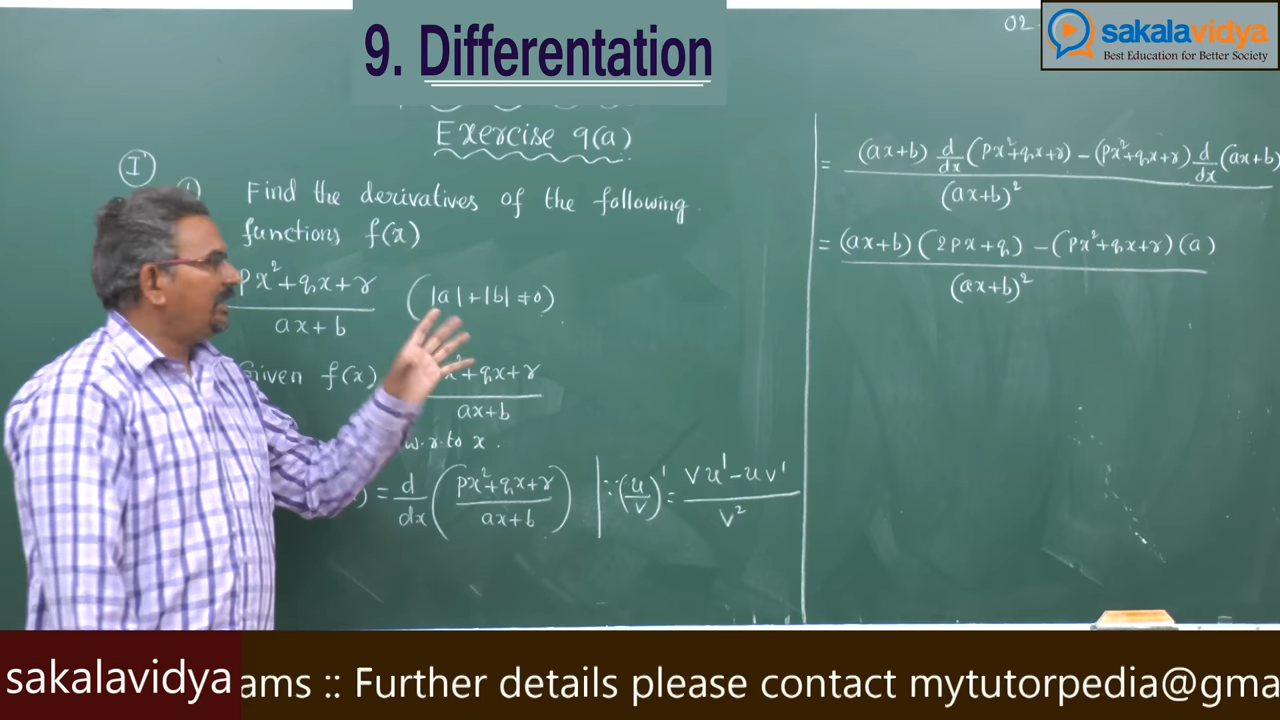 9. Differentation
02
sakalavidya
Best Education for Better Society
Exercise 9(a)
I
Find the derivatives of the following
functions f(x)
px²+qx+r
ax+b
(|a|+|b| ≠0)
Given f(x)
x²+qx+r
ax+b
w.r.to x.
) = d/dx (px²+qx+r / ax+b)
∵ (u/v)' = vu'-uv' / v²
= (ax+b) d/dx (px²+qx+r) - (px²+qx+r) d/dx (ax+b)
(ax+b)²
= (ax+b) (2px+q) - (px²+qx+r) (a)
(ax+b)²
sakalavidya
ams :: Further details please contact mytutorpedia@gma